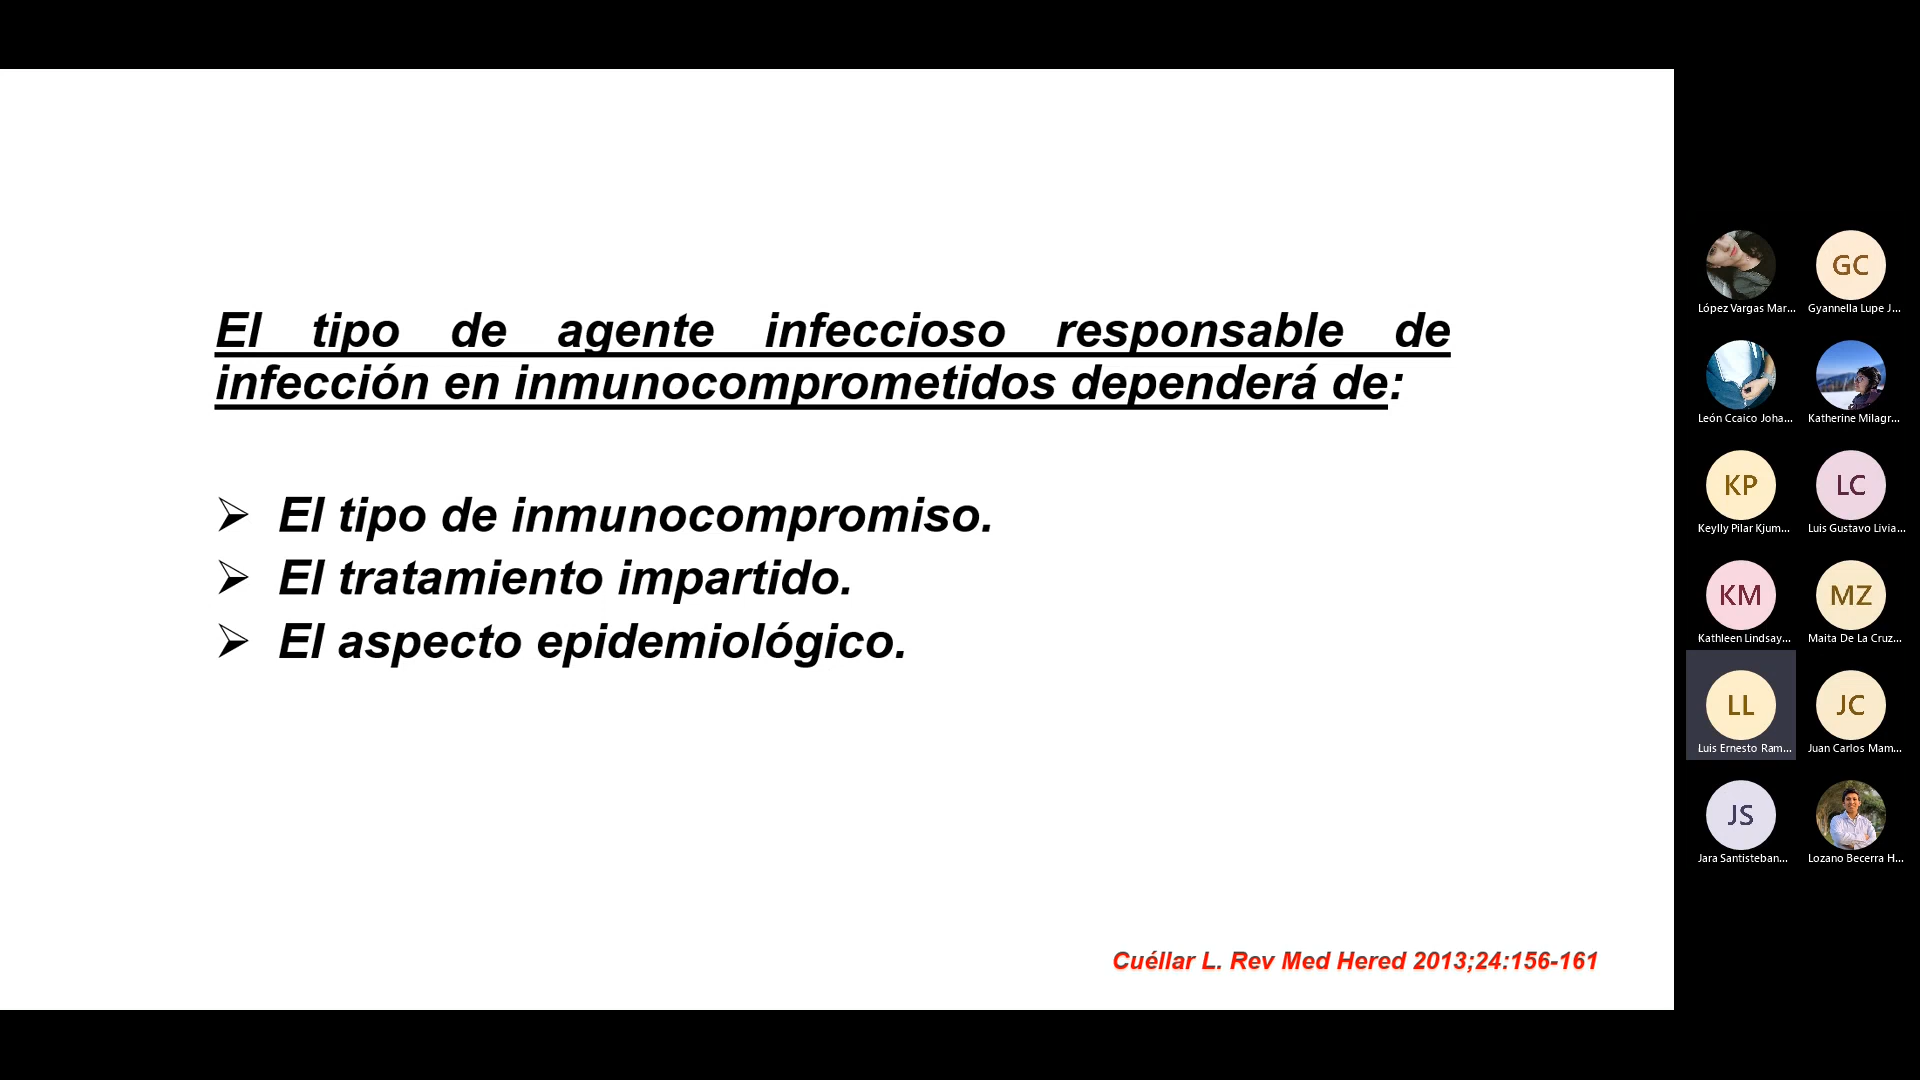 El tipo de agente infeccioso responsable de
infección en inmunocomprometidos dependerá de:
➢ El tipo de inmunocompromiso.
➢ El tratamiento impartido.
➢ El aspecto epidemiológico.
Cuéllar L. Rev Med Hered 2013;24:156-161
López Vargas Mar...
GC
Gyannella Lupe J...
León Ccaico Joha...
Katherine Milagr...
KP
Keylly Pilar Kjum...
LC
Luis Gustavo Livia...
KM
Kathleen Lindsay...
MZ
Maita De La Cruz...
LL
Luis Ernesto Ram...
JC
Juan Carlos Mam...
JS
Jara Santisteban...
Lozano Becerra H...